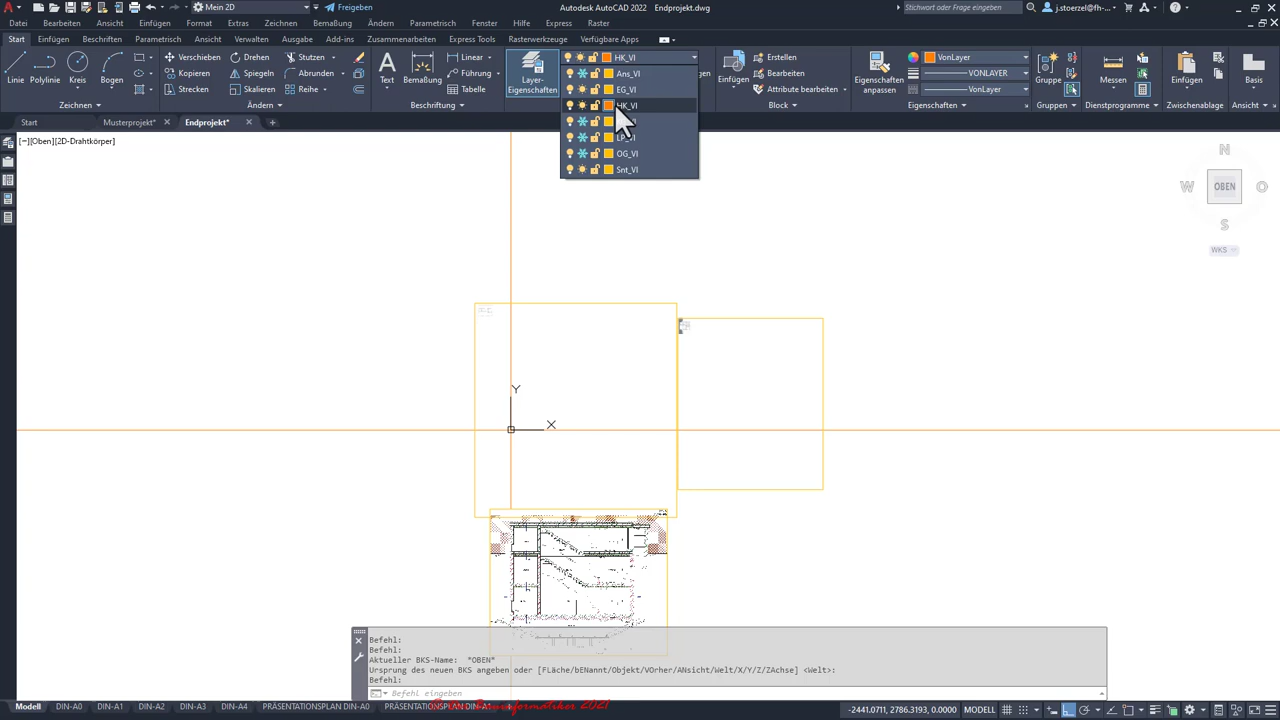 Mein 2D
Freigeben
Autodesk AutoCAD 2022 Endprojekt.dwg
Stichwort oder Frage eingeben
j.stoerzel@fh-...
Datei Bearbeiten Ansicht Einfügen Format Extras Zeichnen Bemaßung Ändern Parametrisch Fenster Hilfe Express Raster
Start Einfügen Beschriften Parametrisch Ansicht Verwalten Ausgabe Add-ins Zusammenarbeiten Express Tools Rasterwerkzeuge Verfügbare Apps
Linie Polylinie Kreis Bogen
Zeichnen
Verschieben Drehen Stutzen
Kopieren Spiegeln Abrunden
Strecken Skalieren Reihe
Ändern
Text Bemaßung
Linear
Führung
Tabelle
Beschriftung
Layer-
Eigenschaften
HK_VI
Ans_VI
EG_VI
HK_VI
OG_VI
Snt_VI
Einfügen
Erstellen
Bearbeiten
Attribute bearbeiten
Block
Eigenschaften
anpassen
VonLayer
VONLAYER
VonLayer
Eigenschaften
Gruppe
Gruppen
Messen
Dienstprogramme
Einfügen
Zwischenablage
Basis
Ansicht
Start Musterprojekt* Endprojekt*
[−][Oben][2D-Drahtkörper]
N
W OBEN O
S
WKS
Y
X
Befehl:
Befehl:
Aktueller BKS-Name: *OBEN*
Ursprung des neuen BKS angeben oder [FLäche/bENannt/Objekt/VOrher/ANsicht/Welt/X/Y/Z/ZAchse] <Welt>:
Befehl:
Befehl eingeben
Modell DIN-A0 DIN-A1 DIN-A2 DIN-A3 DIN-A4 PRÄSENTATIONSPLAN DIN-A0 PRÄSENTATIONSPLAN DIN-A1
2021
-2441.0711, 2786.3193, 0.0000 MODELL